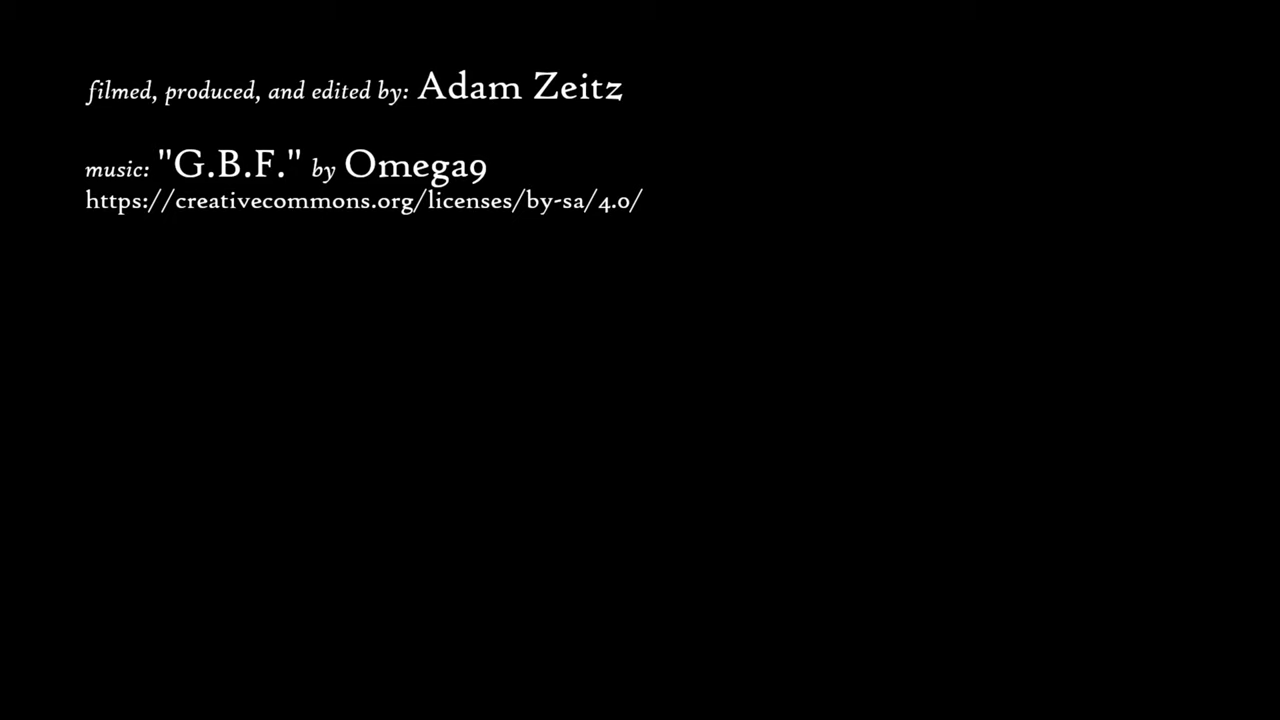 filmed, produced, and edited by: Adam Zeitz
music: "G.B.F." by Omega9
https://creativecommons.org/licenses/by-sa/4.0/